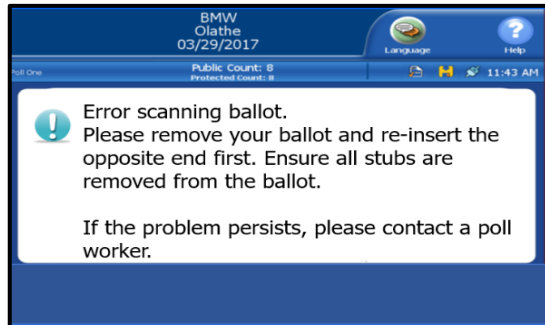 BMW
Olathe
03/29/2017
Language
Help
Poll One
Public Count: 8
Protected Count: 8
11:43 AM
Error scanning ballot.
Please remove your ballot and re-insert the
opposite end first. Ensure all stubs are
removed from the ballot.
If the problem persists, please contact a poll
worker.